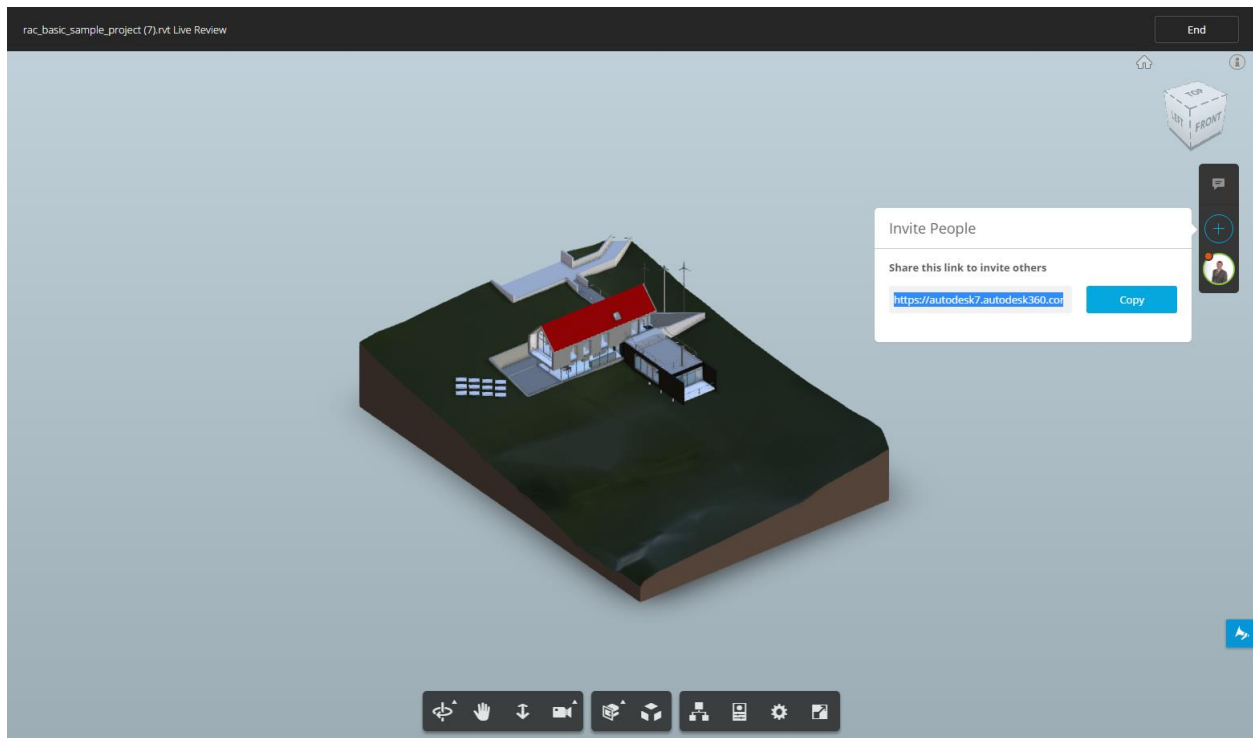 rac_basic_sample_project (7).rvt Live Review
End
TOP
LEFT
FRONT
Invite People
Share this link to invite others
https://autodesk7.autodesk360.cor
Copy